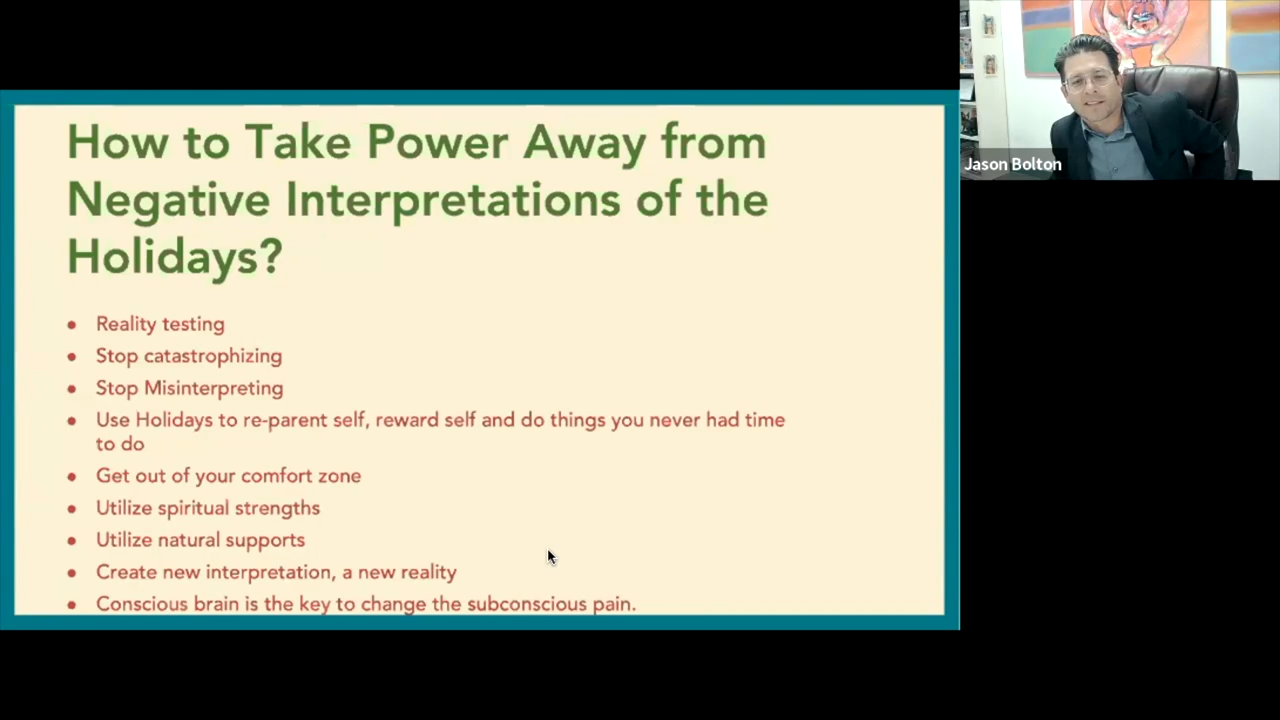 How to Take Power Away from
Negative Interpretations of the
Holidays?
• Reality testing
• Stop catastrophizing
• Stop Misinterpreting
• Use Holidays to re-parent self, reward self and do things you never had time
to do
• Get out of your comfort zone
• Utilize spiritual strengths
• Utilize natural supports
• Create new interpretation, a new reality
• Conscious brain is the key to change the subconscious pain.
Jason Bolton